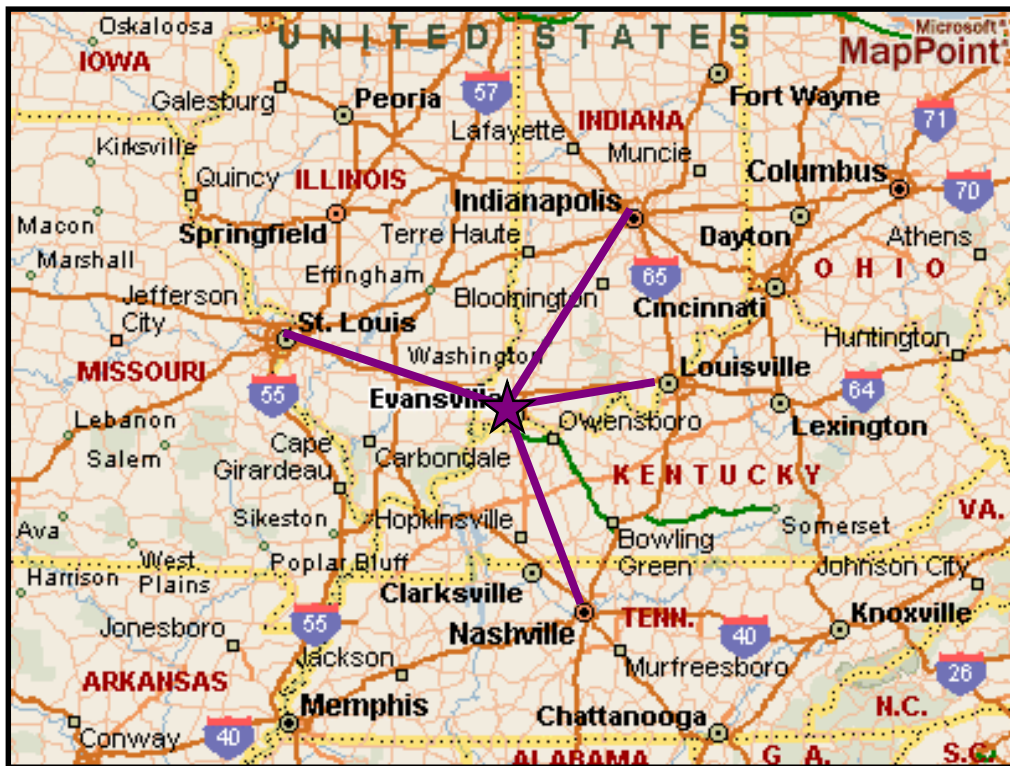 Oskaloosa
UNITED STATES
Microsoft
MapPoint
IOWA
57
Galesburg
Peoria
Fort Wayne
Lafayette
INDIANA
71
Kirksville
Muncie
Columbus
Quincy
ILLINOIS
Indianapolis
70
Macon
Springfield
Terre Haute
Dayton
Athens
Marshall
Effingham
65
OHIO
Jefferson
City
Bloomington
Cincinnati
St. Louis
Huntington
MISSOURI
Washington
Louisville
55
Evansville
64
Lebanon
Owensboro
Lexington
Salem
Cape
Girardeau
Carbondale
KENTUCKY
Ava
Sikeston
Hopkinsville
Somerset
VA.
West
Plains
Poplar Bluff
Bowling
Green
Harrison
Clarksville
Johnson City
Jonesboro
55
Nashville
TENN.
40
Knoxville
Jackson
Murfreesboro
26
ARKANSAS
Memphis
Chattanooga
N.C.
Conway
40
ALABAMA
GA.
S.C.